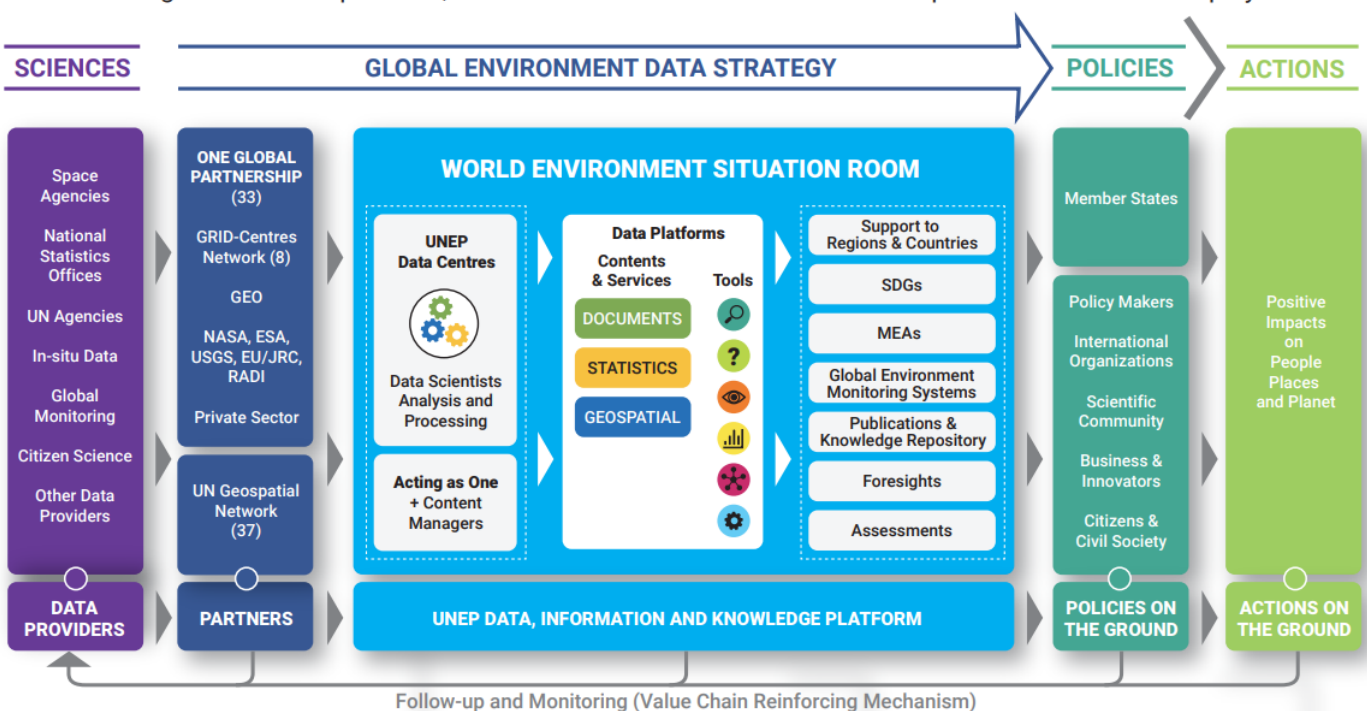 SCIENCES
GLOBAL ENVIRONMENT DATA STRATEGY
POLICIES
ACTIONS
Space
Agencies
National
Statistics
Offices
UN Agencies
In-situ Data
Global
Monitoring
Citizen Science
Other Data
Providers
DATA
PROVIDERS
ONE GLOBAL
PARTNERSHIP
(33)
GRID-Centres
Network (8)
GEO
NASA, ESA,
USGS, EU/JRC,
RADI
Private Sector
UN Geospatial
Network
(37)
PARTNERS
WORLD ENVIRONMENT SITUATION ROOM
UNEP
Data Centres
Data Scientists
Analysis and
Processing
Acting as One
+ Content
Managers
Data Platforms
Contents
& Services
Tools
DOCUMENTS
STATISTICS
GEOSPATIAL
?
Support to
Regions & Countries
SDGs
MEAs
Global Environment
Monitoring Systems
Publications &
Knowledge Repository
Foresights
Assessments
UNEP DATA, INFORMATION AND KNOWLEDGE PLATFORM
Member States
Policy Makers
International
Organizations
Scientific
Community
Business &
Innovators
Citizens &
Civil Society
POLICIES ON
THE GROUND
Positive
Impacts
on
People
Places
and Planet
ACTIONS ON
THE GROUND
Follow-up and Monitoring (Value Chain Reinforcing Mechanism)